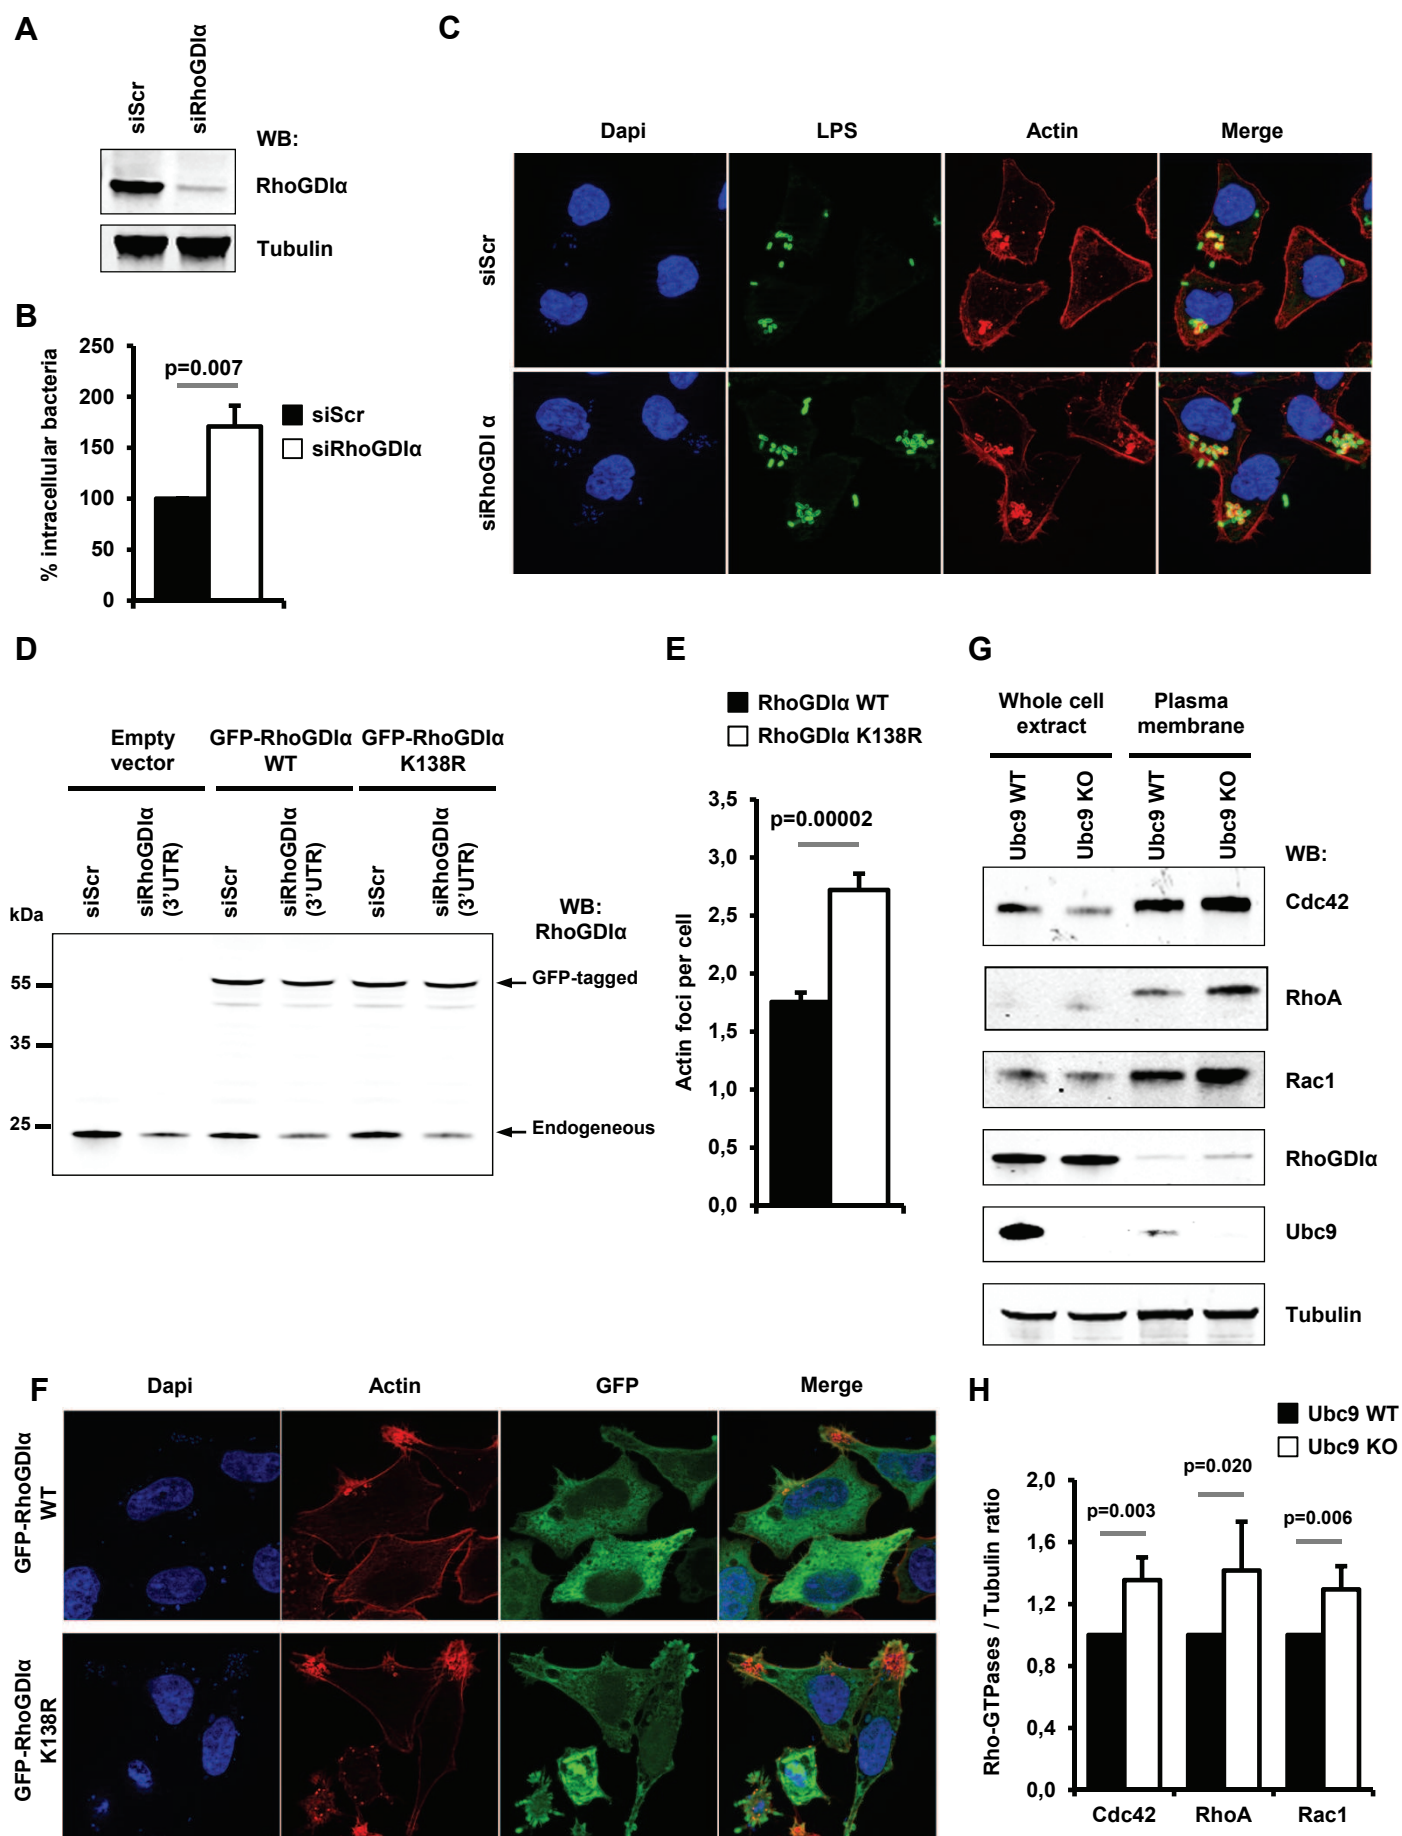 A
siScr
siRhoGDIα
WB:
RhoGDIα
Tubulin
B
% intracellular bacteria
250
200
150
100
50
0
p=0.007
siScr
siRhoGDIα
C
Dapi LPS Actin Merge
siScr
siRhoGDI α
D
Empty vector
GFP-RhoGDIα WT
GFP-RhoGDIα K138R
siScr
siRhoGDIα (3'UTR)
siScr
siRhoGDIα (3'UTR)
siScr
siRhoGDIα (3'UTR)
kDa
55
35
25
WB: RhoGDIα
GFP-tagged
Endogeneous
E
RhoGDIα WT
RhoGDIα K138R
Actin foci per cell
3,5
3,0
2,5
2,0
1,5
1,0
0,5
0,0
p=0.00002
G
Whole cell extract
Plasma membrane
Ubc9 WT
Ubc9 KO
Ubc9 WT
Ubc9 KO
WB:
Cdc42
RhoA
Rac1
RhoGDIα
Ubc9
Tubulin
F
Dapi Actin GFP Merge
GFP-RhoGDIα WT
GFP-RhoGDIα K138R
H
Ubc9 WT
Ubc9 KO
Rho-GTPases / Tubulin ratio
2,0
1,6
1,2
0,8
0,4
0,0
p=0.003
p=0.020
p=0.006
Cdc42 RhoA Rac1